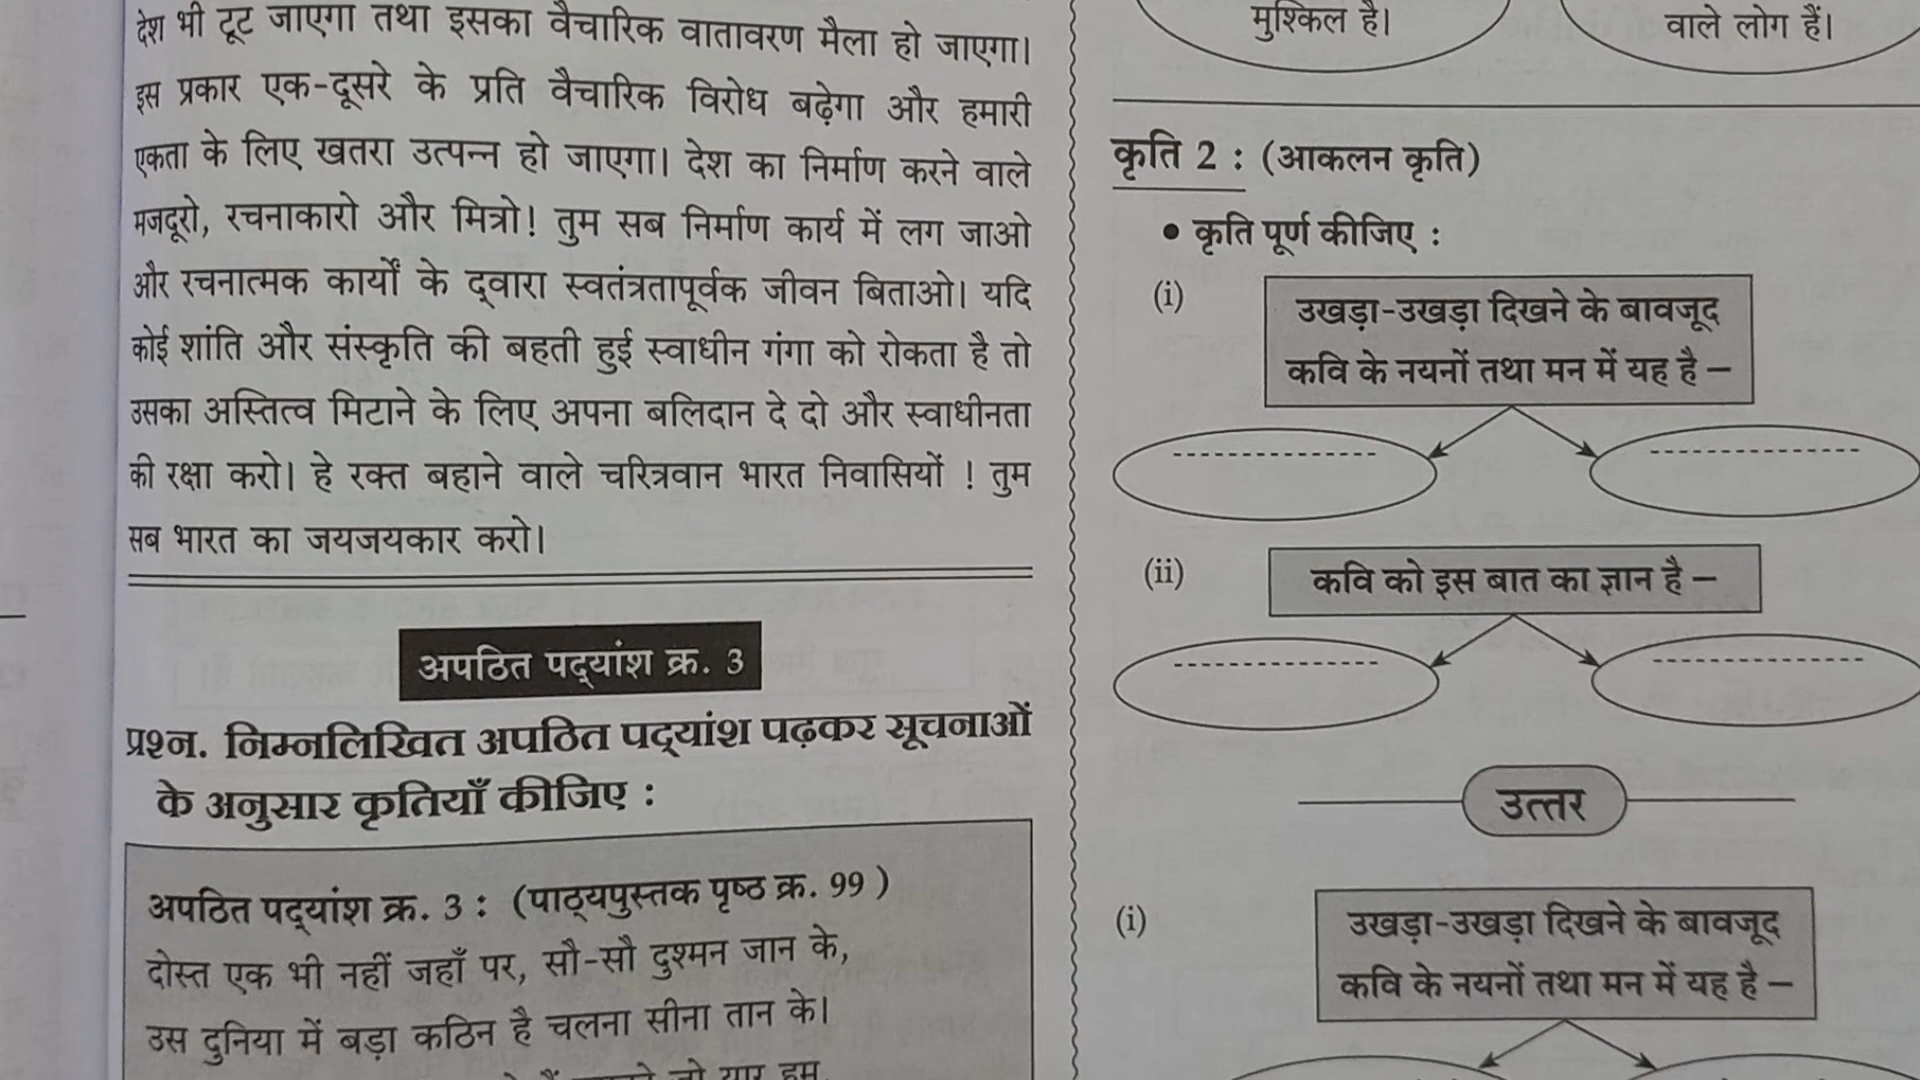 देश भी टूट जाएगा तथा इसका वैचारिक वातावरण मैला हो जाएगा।
इस प्रकार एक-दूसरे के प्रति वैचारिक विरोध बढ़ेगा और हमारी
एकता के लिए खतरा उत्पन्न हो जाएगा। देश का निर्माण करने वाले
मजदूरो, रचनाकारो और मित्रो! तुम सब निर्माण कार्य में लग जाओ
और रचनात्मक कार्यों के द्‌वारा स्वतंत्रतापूर्वक जीवन बिताओ। यदि
कोई शांति और संस्कृति की बहती हुई स्वाधीन गंगा को रोकता है तो
उसका अस्तित्व मिटाने के लिए अपना बलिदान दे दो और स्वाधीनता
की रक्षा करो। हे रक्त बहाने वाले चरित्रवान भारत निवासियों ! तुम
सब भारत का जयजयकार करो।
अपठित पद्‌यांश क्र. 3
प्रश्न. निम्नलिखित अपठित पद्‌यांश पढ़कर सूचनाओं
के अनुसार कृतियाँ कीजिए :
अपठित पद्‌यांश क्र. 3 : (पाठ्‌यपुस्तक पृष्ठ क्र. 99 )
दोस्त एक भी नहीं जहाँ पर, सौ-सौ दुश्मन जान के,
उस दुनिया में बड़ा कठिन है चलना सीना तान के।
यार हम
मुश्किल है।
वाले लोग हैं।
कृति 2 : (आकलन कृति)
• कृति पूर्ण कीजिए :
(i) उखड़ा-उखड़ा दिखने के बावजूद
कवि के नयनों तथा मन में यह है –
(ii) कवि को इस बात का ज्ञान है –
उत्तर
(i) उखड़ा-उखड़ा दिखने के बावजूद
कवि के नयनों तथा मन में यह है –